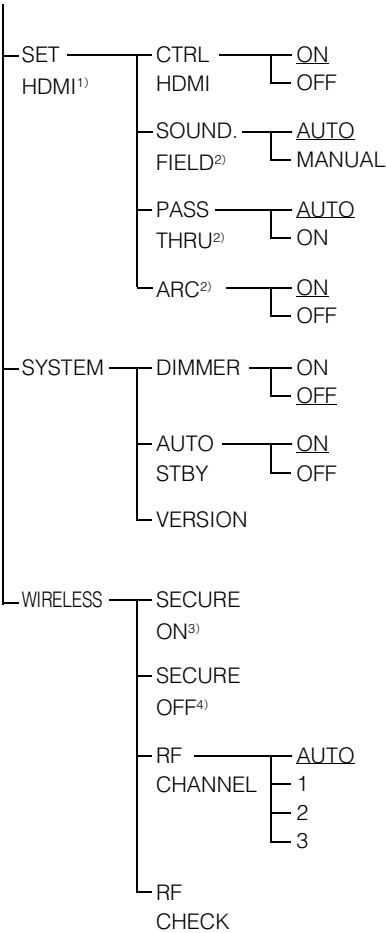 SET CTRL ON
HDMI1) HDMI OFF
SOUND. AUTO
FIELD2) MANUAL
PASS AUTO
THRU2) ON
ARC2) ON
OFF
SYSTEM DIMMER ON
OFF
AUTO ON
STBY OFF
VERSION
WIRELESS SECURE
ON3)
SECURE
OFF4)
RF AUTO
CHANNEL 1
2
3
RF
CHECK